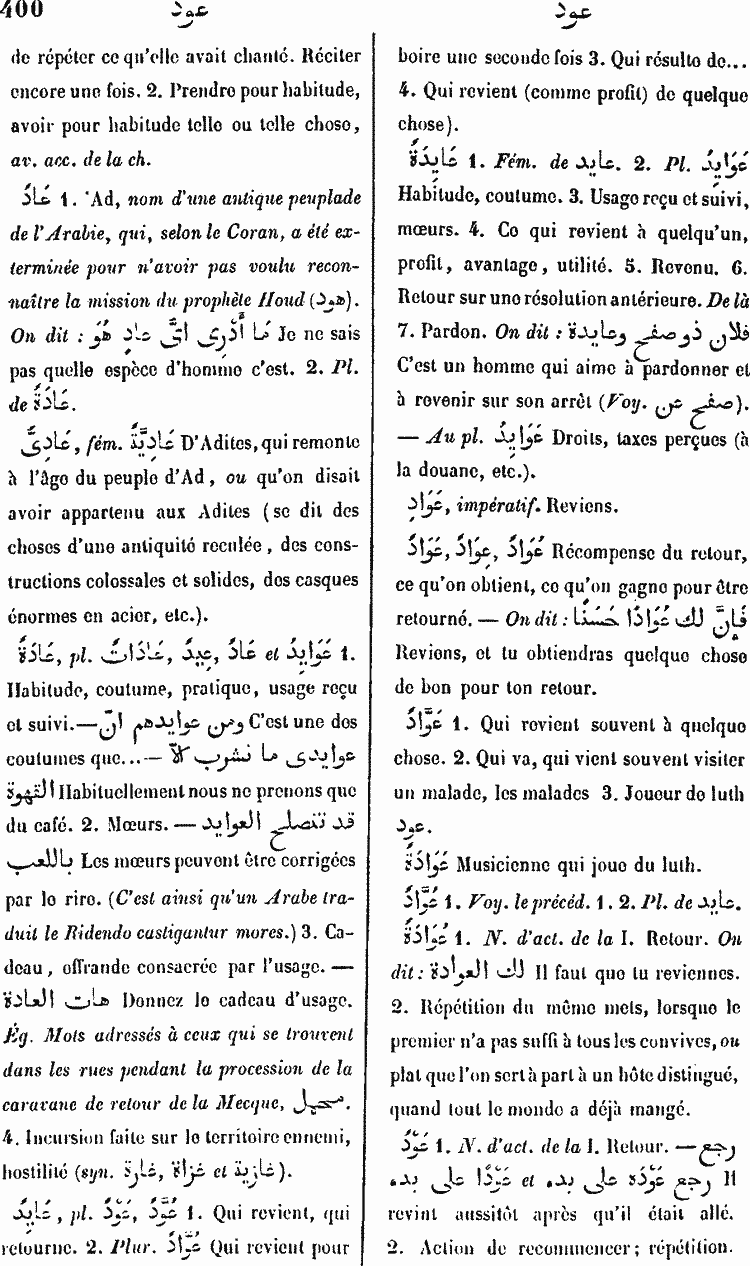 400 عود عود
de répéter ce qu'elle avait chanté. Réciter
encore une fois. 2. Prendre pour habitude,
avoir pour habitude telle ou telle chose,
av. acc. de la ch.
عَادٌ 1. 'Ad, nom d'une antique peuplade
de l'Arabie, qui, selon le Coran, a été ex-
terminée pour n'avoir pas voulu recon-
naître la mission du prophète Houd (هود).
On dit : مَا أَدْرِى اىُّ عادٍ هُوَ Je ne sais
pas quelle espèce d'homme c'est. 2. Pl.
de عَادَةٌ.
عَادِىٌّ, fém. عَادِيَّةٌ D'Adites, qui remonte
à l'âge du peuple d'Ad, ou qu'on disait
avoir appartenu aux Adites (se dit des
choses d'une antiquité reculée, des cons-
tructions colossales et solides, des casques
énormes en acier, etc.).
عَادَةٌ, pl. عَادَاتٌ, عِيدٌ, عَادٌ et عَوَايِدُ 1.
Habitude, coutume, pratique, usage reçu
et suivi.—ومن عوايدهم انّ C'est une des
coutumes que...— عوايدى ما نشرب الّا
القهوة Habituellement nous ne prenons que
du café. 2. Mœurs. — قد تنصلح العوايد
باللعب Les mœurs peuvent être corrigées
par le rire. (C'est ainsi qu'un Arabe tra-
duit le Ridendo castigantur mores.) 3. Ca-
deau, offrande consacrée par l'usage. —
هات العادة Donnez le cadeau d'usage.
Ég. Mots adressés à ceux qui se trouvent
dans les rues pendant la procession de la
caravane de retour de la Mecque,
4. Incursion faite sur le territoire ennemi,
hostilité (syn. غارة, غزاة et غازية).
عَايِدٌ, pl. عُوَّدٌ, عُوَّادٌ 1. Qui revient, qui
retourne. 2. Plur. عُوَّادٌ Qui revient pour
boire une seconde fois 3. Qui résulte de...
4. Qui revient (comme profit) de quelque
chose).
عَايِدَةٌ 1. Fém. de عايد. 2. Pl. عَوَايِدُ
Habitude, coutume. 3. Usage reçu et suivi,
mœurs. 4. Ce qui revient à quelqu'un,
profit, avantage, utilité. 5. Revenu. 6.
Retour sur une résolution antérieure. De là
7. Pardon. On dit : فلان ذو صفح وعايدة
C'est un homme qui aime à pardonner et
à revenir sur son arrêt (Voy. صفح عن).
— Au pl. عَوَايِدُ Droits, taxes perçues (à
la douane, etc.).
عَوَادِ, impératif. Reviens.
عَوَادٌ, عِوَادٌ, عُوَادٌ Récompense du retour,
ce qu'on obtient, ce qu'on gagne pour être
retourné. — On dit : فَإِنَّ لك عُوَادًا حَسَنًا
Reviens, et tu obtiendras quelque chose
de bon pour ton retour.
عَوَّادٌ 1. Qui revient souvent à quelque
chose. 2. Qui va, qui vient souvent visiter
un malade, les malades 3. Joueur de luth
عود.
عَوَّادَةٌ Musicienne qui joue du luth.
عُوَّادٌ 1. Voy. le précéd. 1. 2. Pl. de عايد.
عُوَادَةٌ 1. N. d'act. de la I. Retour. On
dit : لك العوادة Il faut que tu reviennes.
2. Répétition du même mets, lorsque le
premier n'a pas suffi à tous les convives, ou
plat que l'on sert à part à un hôte distingué,
quand tout le monde a déjà mangé.
عَوْدٌ 1. N. d'act. de la I. Retour. — رجع
عَوْدًا على بدء et رجع عَوْدَه على بدء Il
revint aussitôt après qu'il était allé.
2. Action de recommencer; répétition.